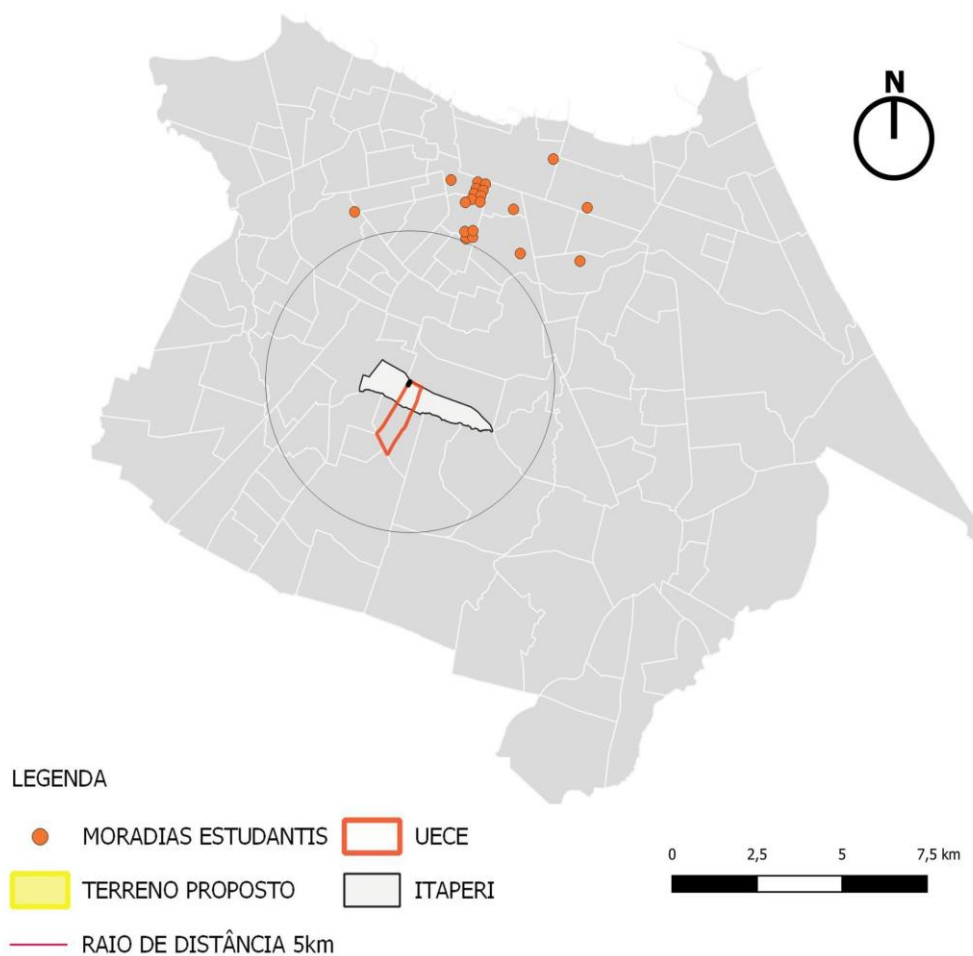 N
LEGENDA
MORADIAS ESTUDANTIS
UECE
TERRENO PROPOSTO
ITAPERI
RAIO DE DISTÂNCIA 5km
0 2,5 5 7,5 km